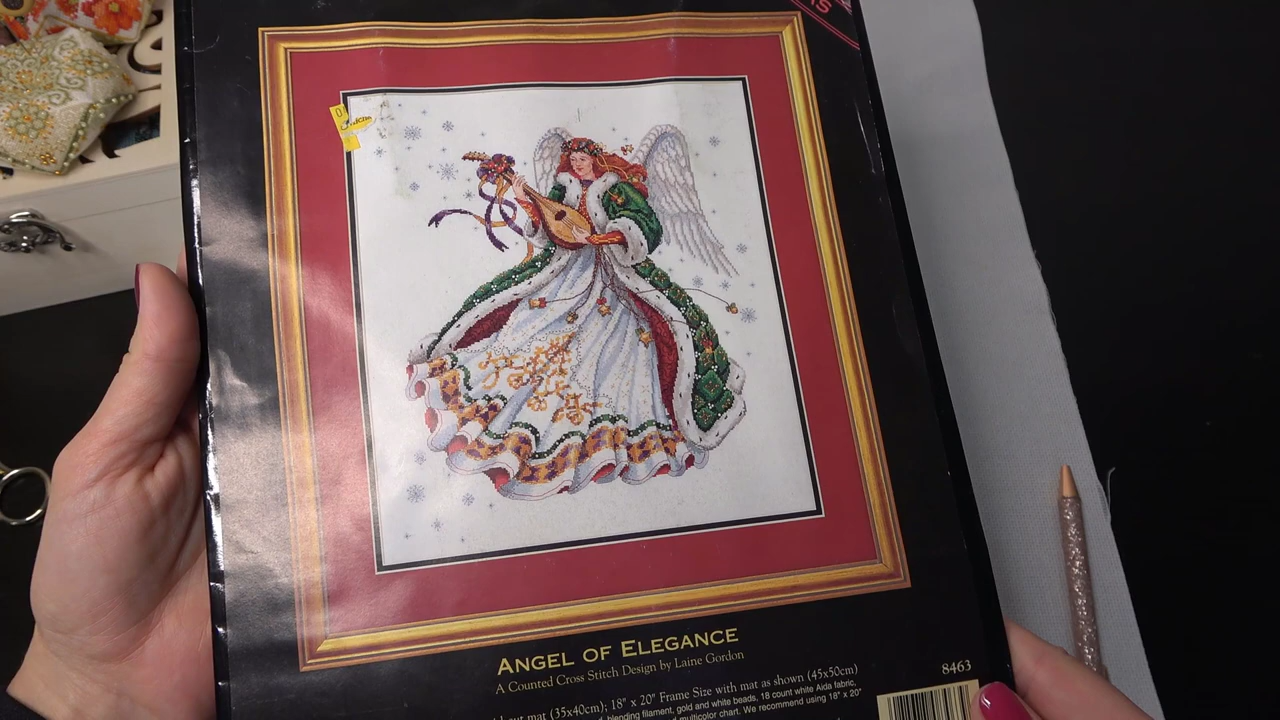 ANGEL OF ELEGANCE
A Counted Cross Stitch Design by Laine Gordon
8463
mat (35x40cm); 18" x 20" Frame Size with mat as shown (45x50cm)
blending filament, gold and white beads, 18 count white Aida fabric,
multicolor chart. We recommend using 18" x 20"